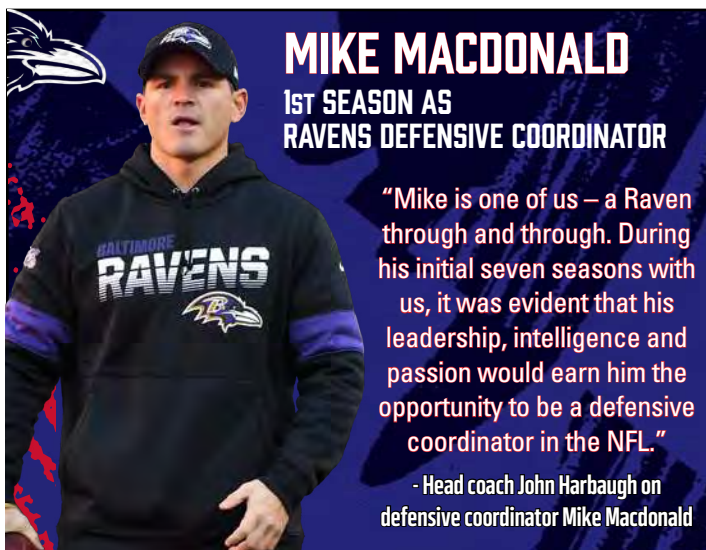 MIKE MACDONALD
1ST SEASON AS
RAVENS DEFENSIVE COORDINATOR
“Mike is one of us – a Raven
through and through. During
his initial seven seasons with
us, it was evident that his
leadership, intelligence and
passion would earn him the
opportunity to be a defensive
coordinator in the NFL.”
- Head coach John Harbaugh on
defensive coordinator Mike Macdonald
BALTIMORE
RAVENS